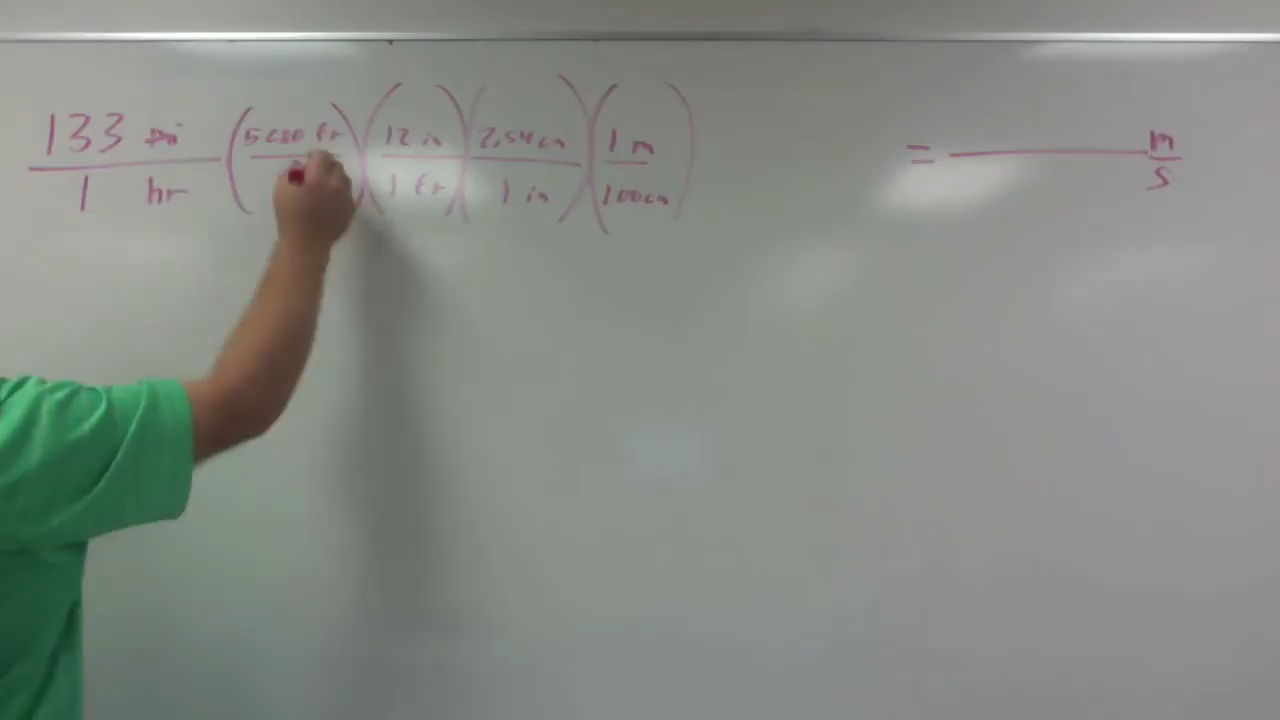 133 mi (5280 ft) (12 in) (2.54 cm) (1 m) = m
1 hr 1 ft 1 in 100 cm s